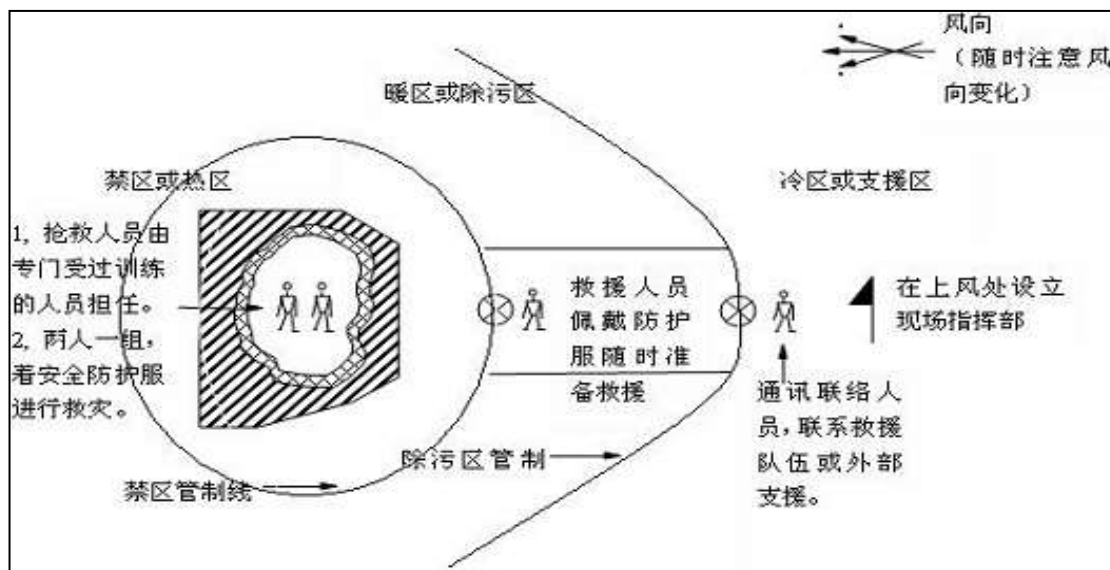 风向
（随时注意风
向变化）
暖区或除污区
禁区或热区
冷区或支援区
1, 抢救人员由
专门受过训练
的人员担任。
2, 两人一组，
着安全防护服
进行救灾。
救援人员
佩戴防护
服随时准
备救援
在上风处设立
现场指挥部
通讯联络人
员，联系救援
队伍或外部
支援。
除污区管制
禁区管制线